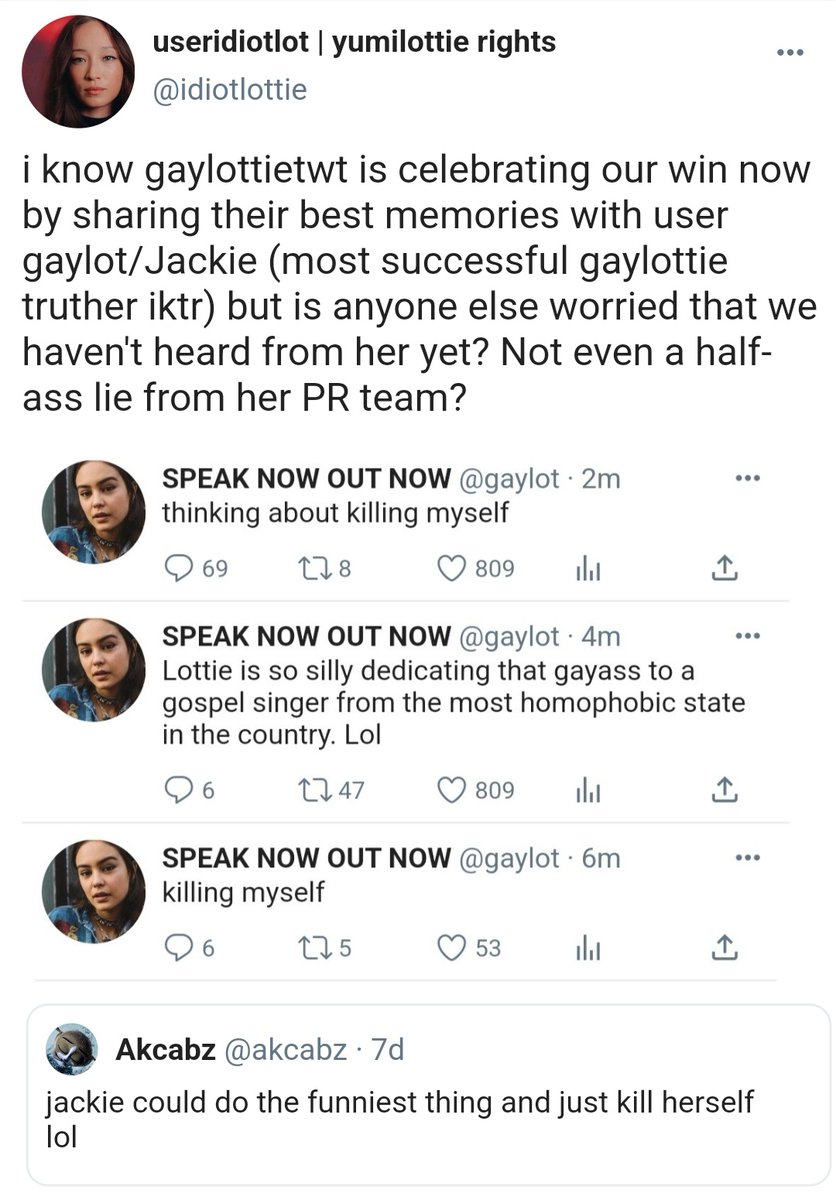 useridiotlot | yumilottie rights
@idiotlottie
i know gaylottietwt is celebrating our win now
by sharing their best memories with user
gaylot/Jackie (most successful gaylottie
truther iktr) but is anyone else worried that we
haven't heard from her yet? Not even a half-
ass lie from her PR team?
SPEAK NOW OUT NOW @gaylot · 2m
thinking about killing myself
69 8 809
SPEAK NOW OUT NOW @gaylot · 4m
Lottie is so silly dedicating that gayass to a
gospel singer from the most homophobic state
in the country. Lol
6 47 809
SPEAK NOW OUT NOW @gaylot · 6m
killing myself
6 5 53
Akcabz @akcabz · 7d
jackie could do the funniest thing and just kill herself
lol